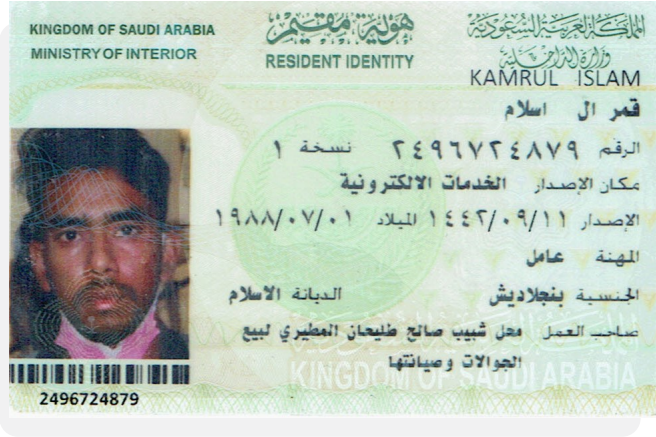 KINGDOM OF SAUDI ARABIA
MINISTRY OF INTERIOR
هوية مقيم
RESIDENT IDENTITY
المملكة العربية السعودية
وزارة الداخلية
KAMRUL ISLAM
قمر ال اسلام
الرقم ٢٤٩٦٧٢٤٨٧٩ نسخة ١
مكان الإصدار الخدمات الالكترونية
الإصدار ١٤٤٢/٠٩/١١ الميلاد ١٩٨٨/٠٧/٠١
المهنة عامل
الجنسية بنجلاديش الديانة الاسلام
صاحب العمل محل شبيب صالح طليحان المطيري لبيع
الجوالات وصيانتها
KINGDOM OF SAUDI ARABIA
2496724879